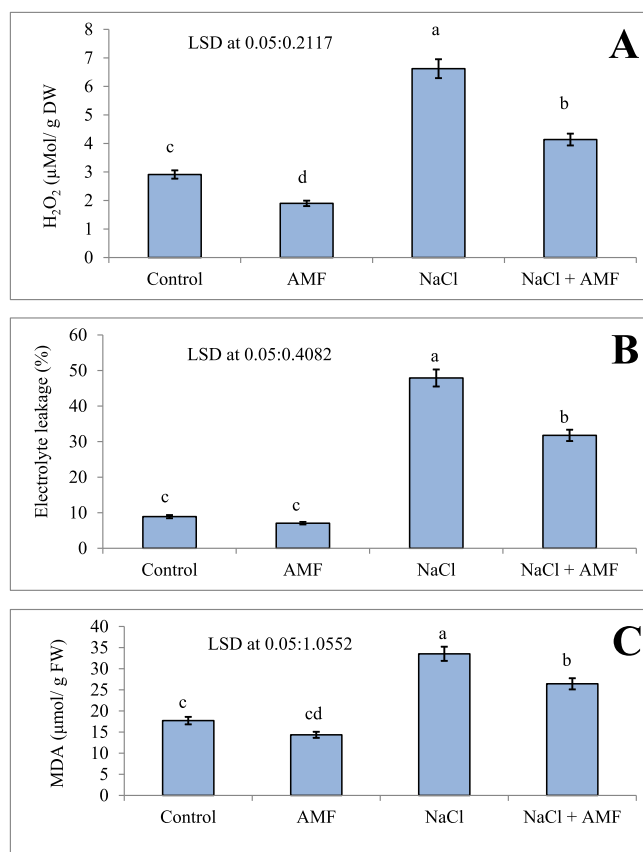 A
LSD at 0.05:0.2117
H₂O₂ (µMol/ g DW
8
7
6
5
4
3
2
1
0
c
d
a
b
Control AMF NaCl NaCl + AMF
B
LSD at 0.05:0.4082
Electrolyte leakage (%)
60
50
40
30
20
10
0
c
c
a
b
Control AMF NaCl NaCl + AMF
C
LSD at 0.05:1.0552
MDA (µmol/ g FW)
40
35
30
25
20
15
10
5
0
c
cd
a
b
Control AMF NaCl NaCl + AMF